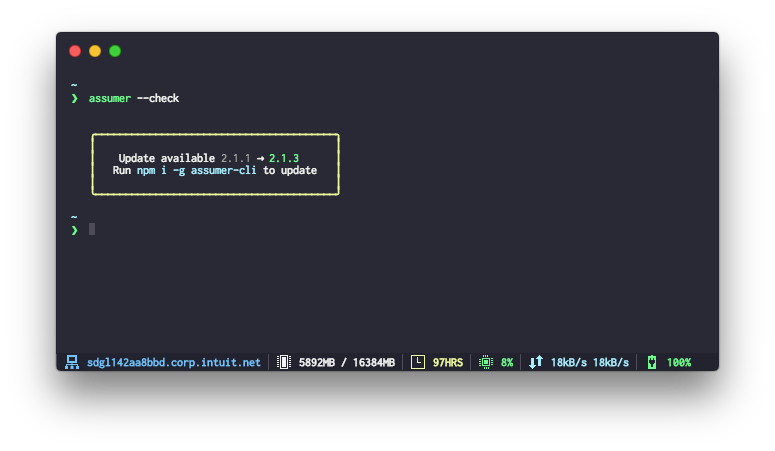 ~
❯ assumer --check
Update available 2.1.1 → 2.1.3
Run npm i -g assumer-cli to update
~
❯
sdgl142aa8bbd.corp.intuit.net 5892MB / 16384MB 97HRS 8% 18kB/s 18kB/s 100%